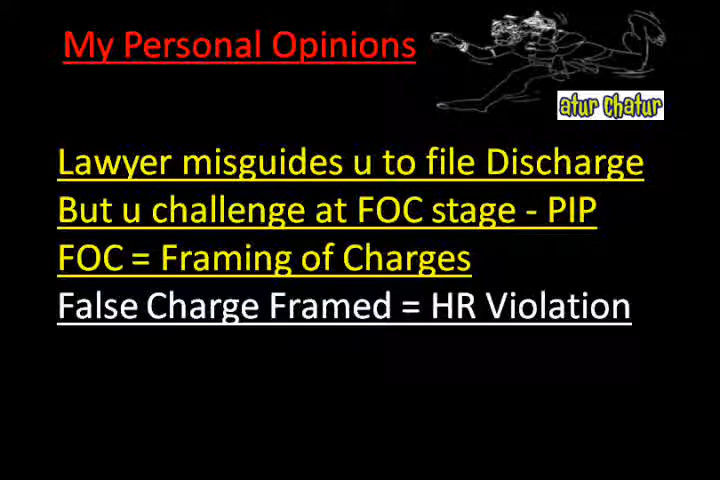 My Personal Opinions
atur chatur
Lawyer misguides u to file Discharge
But u challenge at FOC stage - PIP
FOC = Framing of Charges
False Charge Framed = HR Violation